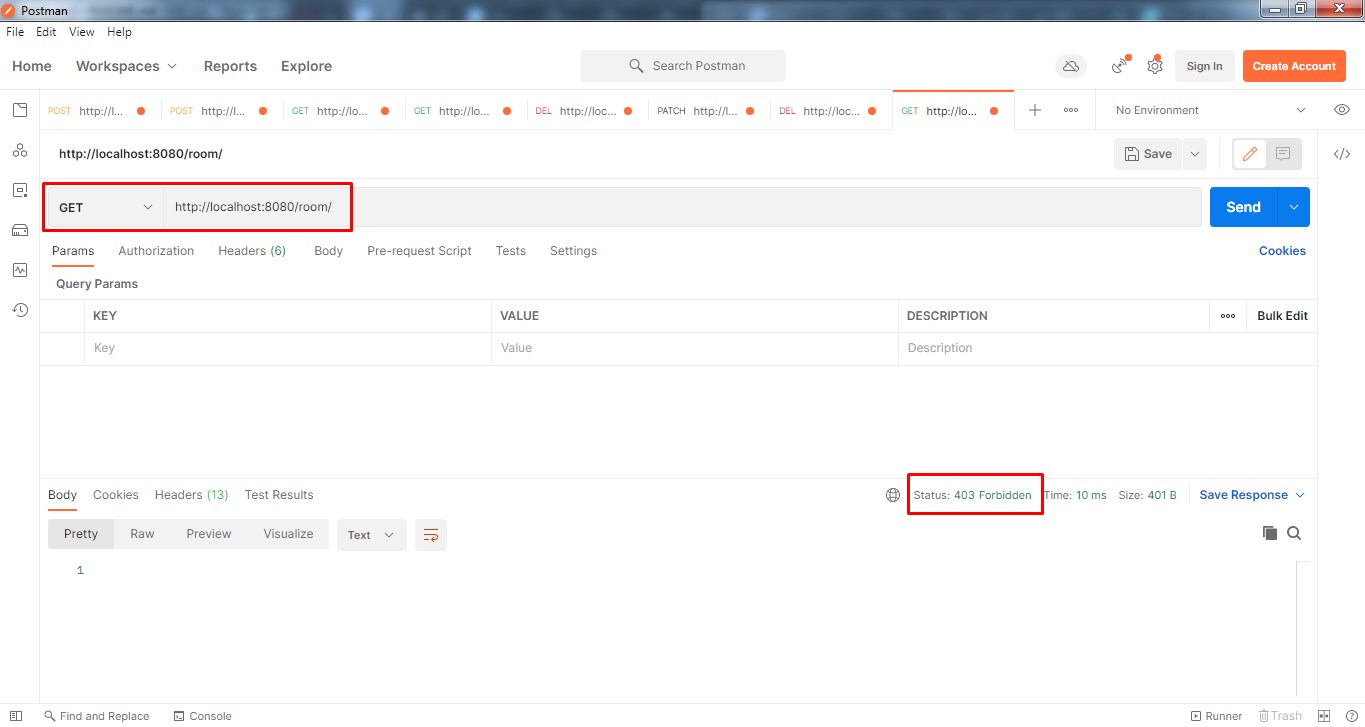 Postman
File Edit View Help
Home Workspaces Reports Explore Search Postman Sign In Create Account
POST http://l... POST http://l... GET http://lo... GET http://lo... DEL http://loc... PATCH http://l... DEL http://loc... GET http://lo... No Environment
http://localhost:8080/room/ Save
GET http://localhost:8080/room/ Send
Params Authorization Headers (6) Body Pre-request Script Tests Settings Cookies
Query Params
KEY VALUE DESCRIPTION Bulk Edit
Key Value Description
Body Cookies Headers (13) Test Results Status: 403 Forbidden Time: 10 ms Size: 401 B Save Response
Pretty Raw Preview Visualize Text
1
Find and Replace Console Runner Trash